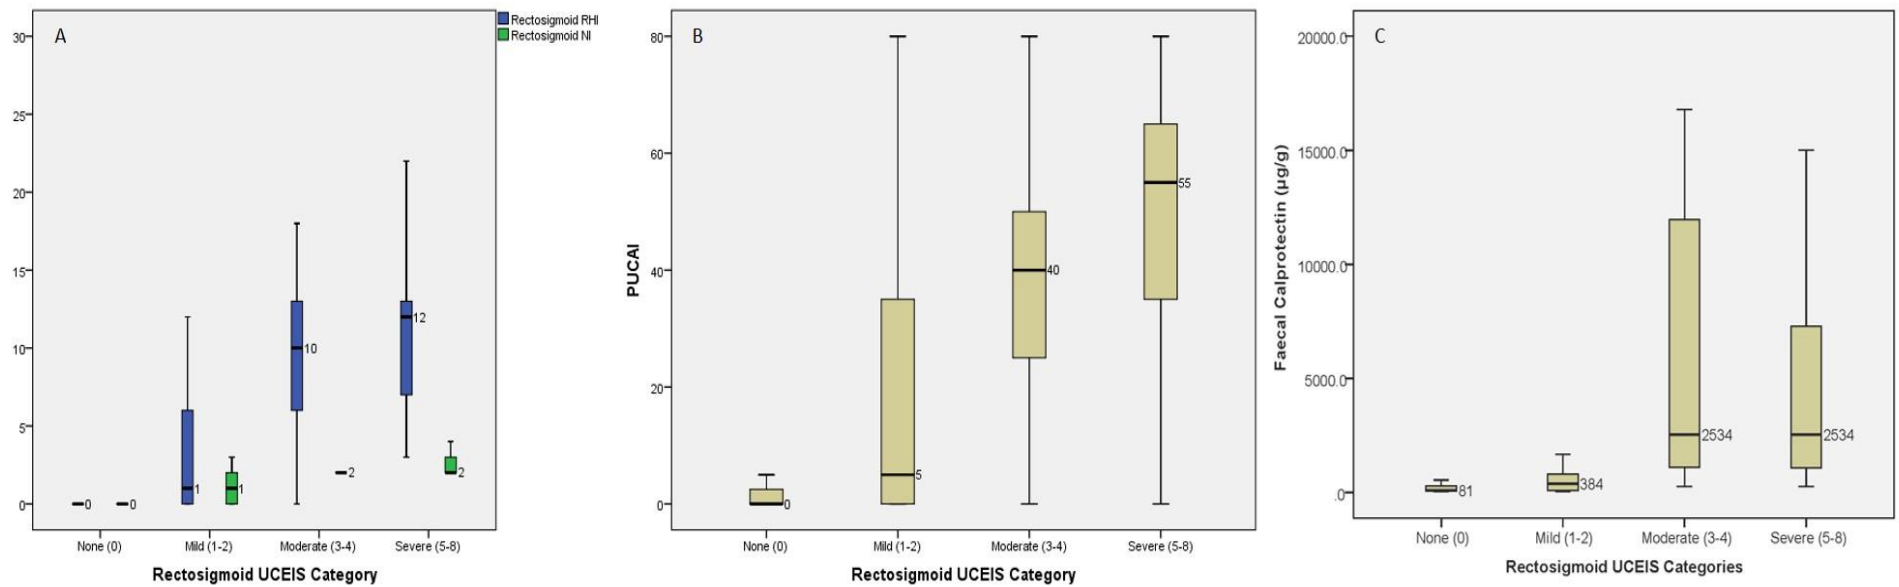 A
30
25
20
15
10
5
0
0
0
1
1
10
2
12
2
None (0)
Mild (1-2)
Moderate (3-4)
Severe (5-8)
Rectosigmoid UCEIS Category
Rectosigmoid RHI
Rectosigmoid NI
B
PUCAI
80
60
40
20
0
0
5
40
55
None (0)
Mild (1-2)
Moderate (3-4)
Severe (5-8)
Rectosigmoid UCEIS Category
C
Faecal Calprotectin (µg/g)
20000.0
15000.0
10000.0
5000.0
.0
81
384
2534
2534
None (0)
Mild (1-2)
Moderate (3-4)
Severe (5-8)
Rectosigmoid UCEIS Categories